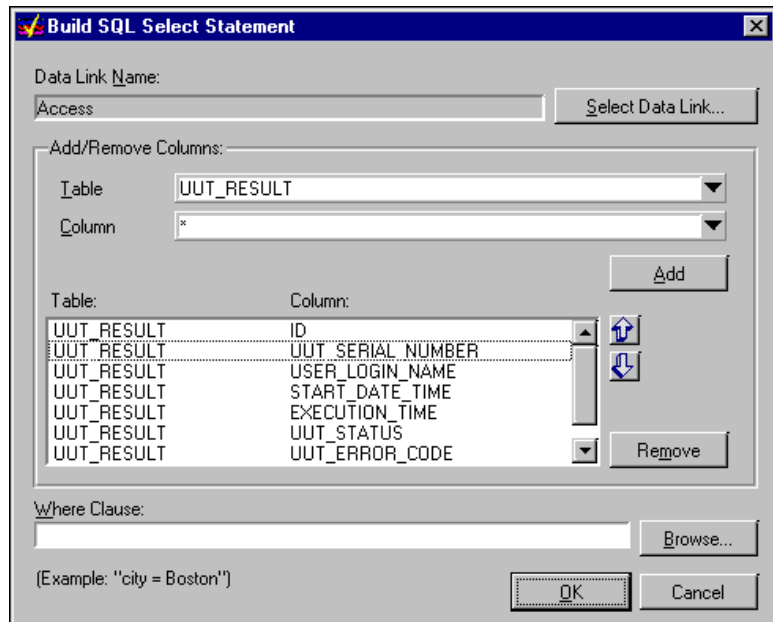 Build SQL Select Statement
Data Link Name:
Access
Select Data Link...
Add/Remove Columns:
Table UUT_RESULT
Column *
Add
Table: Column:
UUT_RESULT ID
UUT_RESULT UUT_SERIAL_NUMBER
UUT_RESULT USER_LOGIN_NAME
UUT_RESULT START_DATE_TIME
UUT_RESULT EXECUTION_TIME
UUT_RESULT UUT_STATUS
UUT_RESULT UUT_ERROR_CODE
Remove
Where Clause:
Browse...
(Example: "city = Boston")
OK Cancel